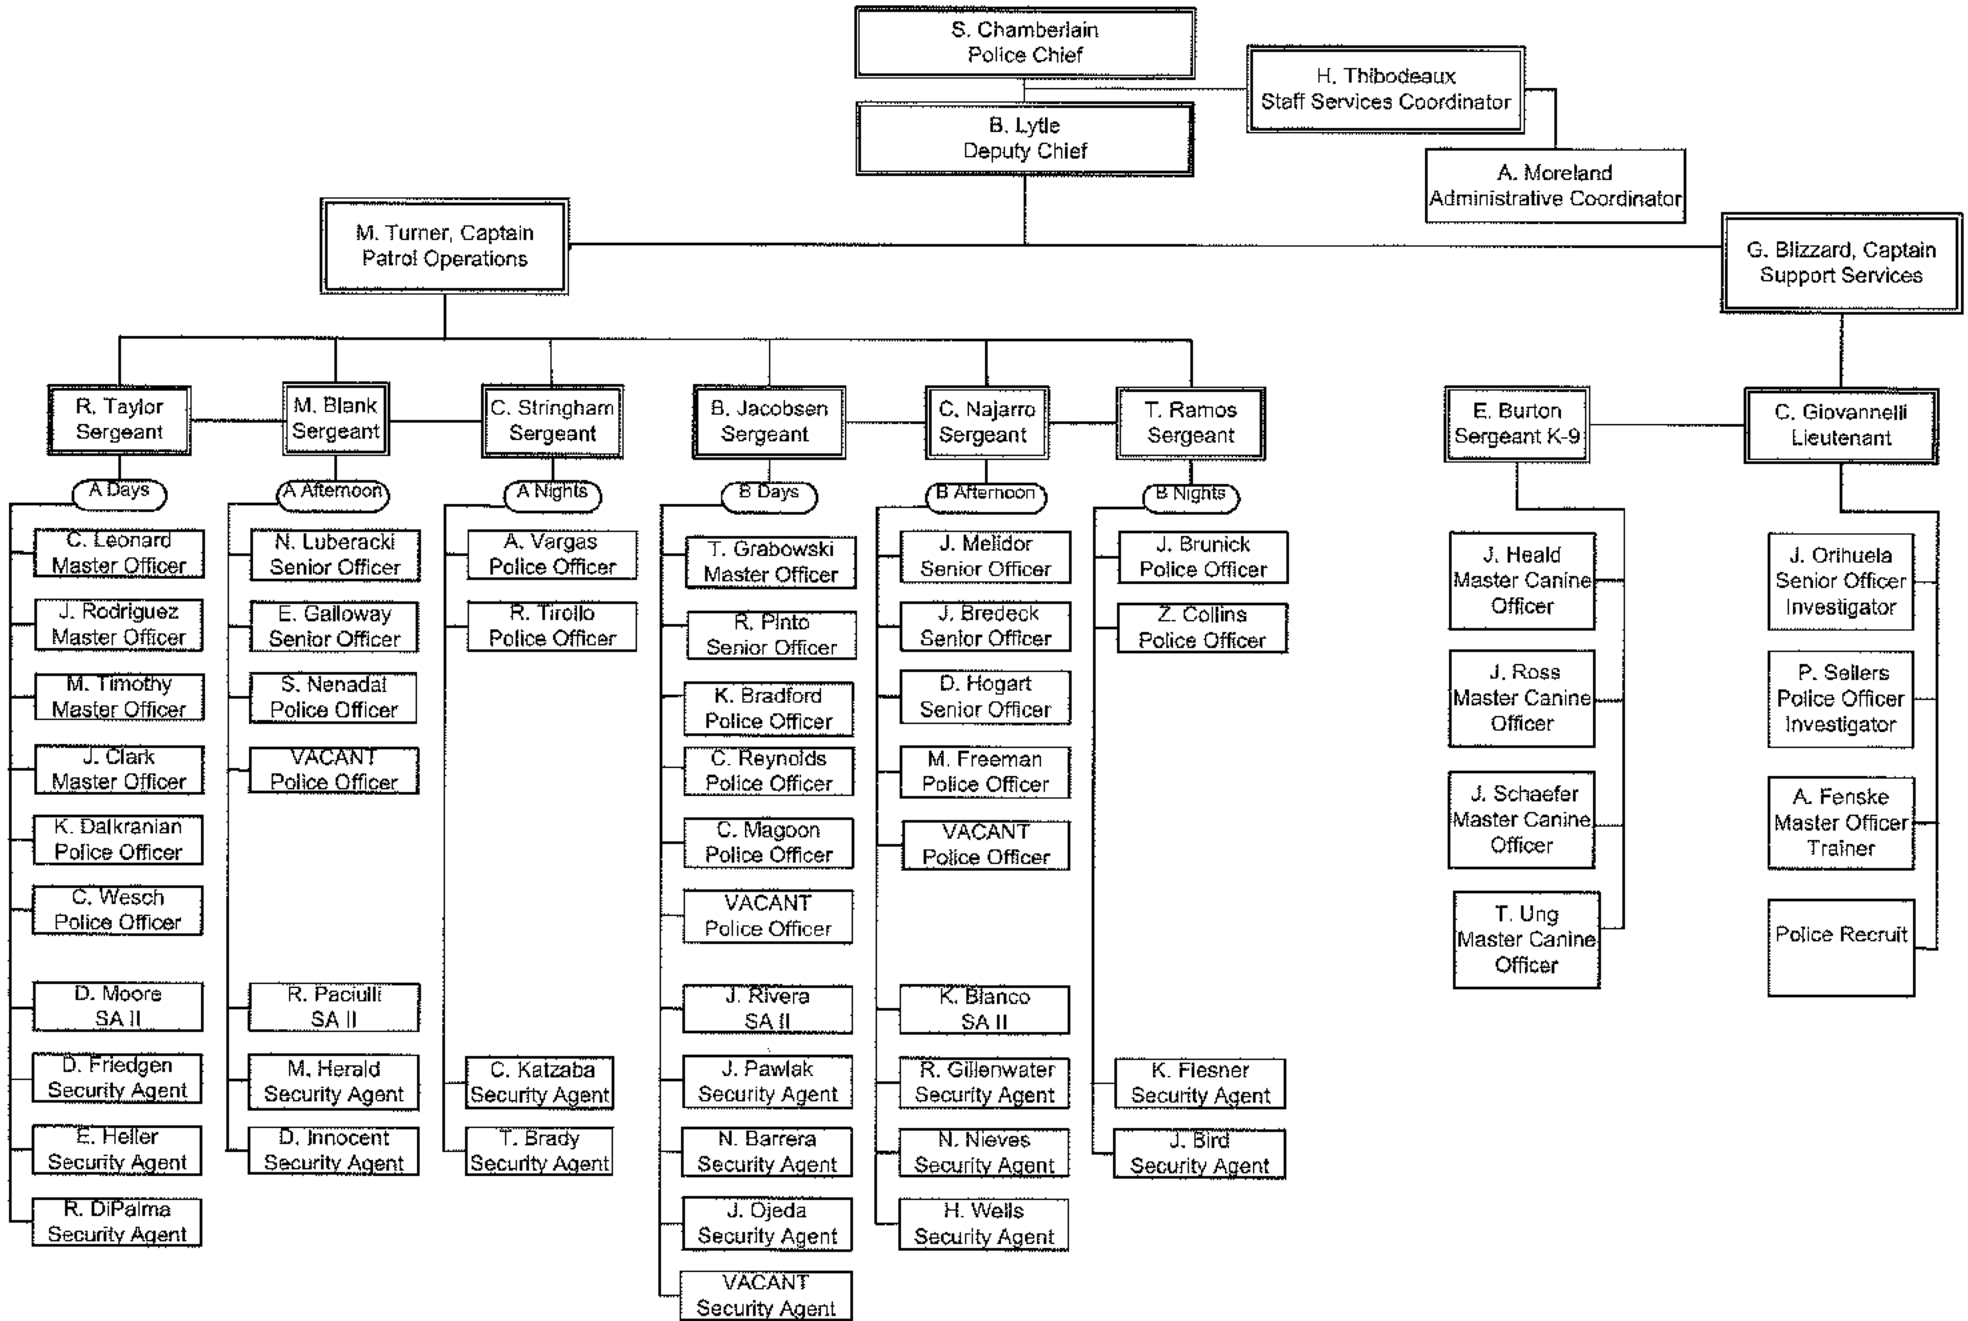 S. Chamberlain
Police Chief
H. Thibodeaux
Staff Services Coordinator
B. Lytle
Deputy Chief
A. Moreland
Administrative Coordinator
M. Turner, Captain
Patrol Operations
G. Blizzard, Captain
Support Services
R. Taylor
Sergeant
M. Blank
Sergeant
C. Stringham
Sergeant
B. Jacobsen
Sergeant
C. Najarro
Sergeant
T. Ramos
Sergeant
E. Burton
Sergeant K-9
C. Giovannelli
Lieutenant
A Days
C. Leonard
Master Officer
J. Rodriguez
Master Officer
M. Timothy
Master Officer
J. Clark
Master Officer
K. Dalkranian
Police Officer
C. Wesch
Police Officer
D. Moore
SA II
D. Friedgen
Security Agent
E. Heller
Security Agent
R. DiPalma
Security Agent
A Afternoon
N. Luberacki
Senior Officer
E. Galloway
Senior Officer
S. Nenadal
Police Officer
VACANT
Police Officer
R. Paciulli
SA II
M. Herald
Security Agent
D. Innocent
Security Agent
A Nights
A. Vargas
Police Officer
R. Tirollo
Police Officer
C. Katzaba
Security Agent
T. Brady
Security Agent
B Days
T. Grabowski
Master Officer
R. Pinto
Senior Officer
K. Bradford
Police Officer
C. Reynolds
Police Officer
C. Magoon
Police Officer
VACANT
Police Officer
J. Rivera
SA II
J. Pawlak
Security Agent
N. Barrera
Security Agent
J. Ojeda
Security Agent
VACANT
Security Agent
B Afternoon
J. Melidor
Senior Officer
J. Bredeck
Senior Officer
D. Hogart
Senior Officer
M. Freeman
Police Officer
VACANT
Police Officer
K. Blanco
SA II
R. Gillenwater
Security Agent
N. Nieves
Security Agent
H. Wells
Security Agent
B Nights
J. Brunick
Police Officer
Z. Collins
Police Officer
K. Flesner
Security Agent
J. Bird
Security Agent
J. Heald
Master Canine
Officer
J. Ross
Master Canine
Officer
J. Schaefer
Master Canine
Officer
T. Ung
Master Canine
Officer
J. Orihuela
Senior Officer
Investigator
P. Sellers
Police Officer
Investigator
A. Fenske
Master Officer
Trainer
Police Recruit